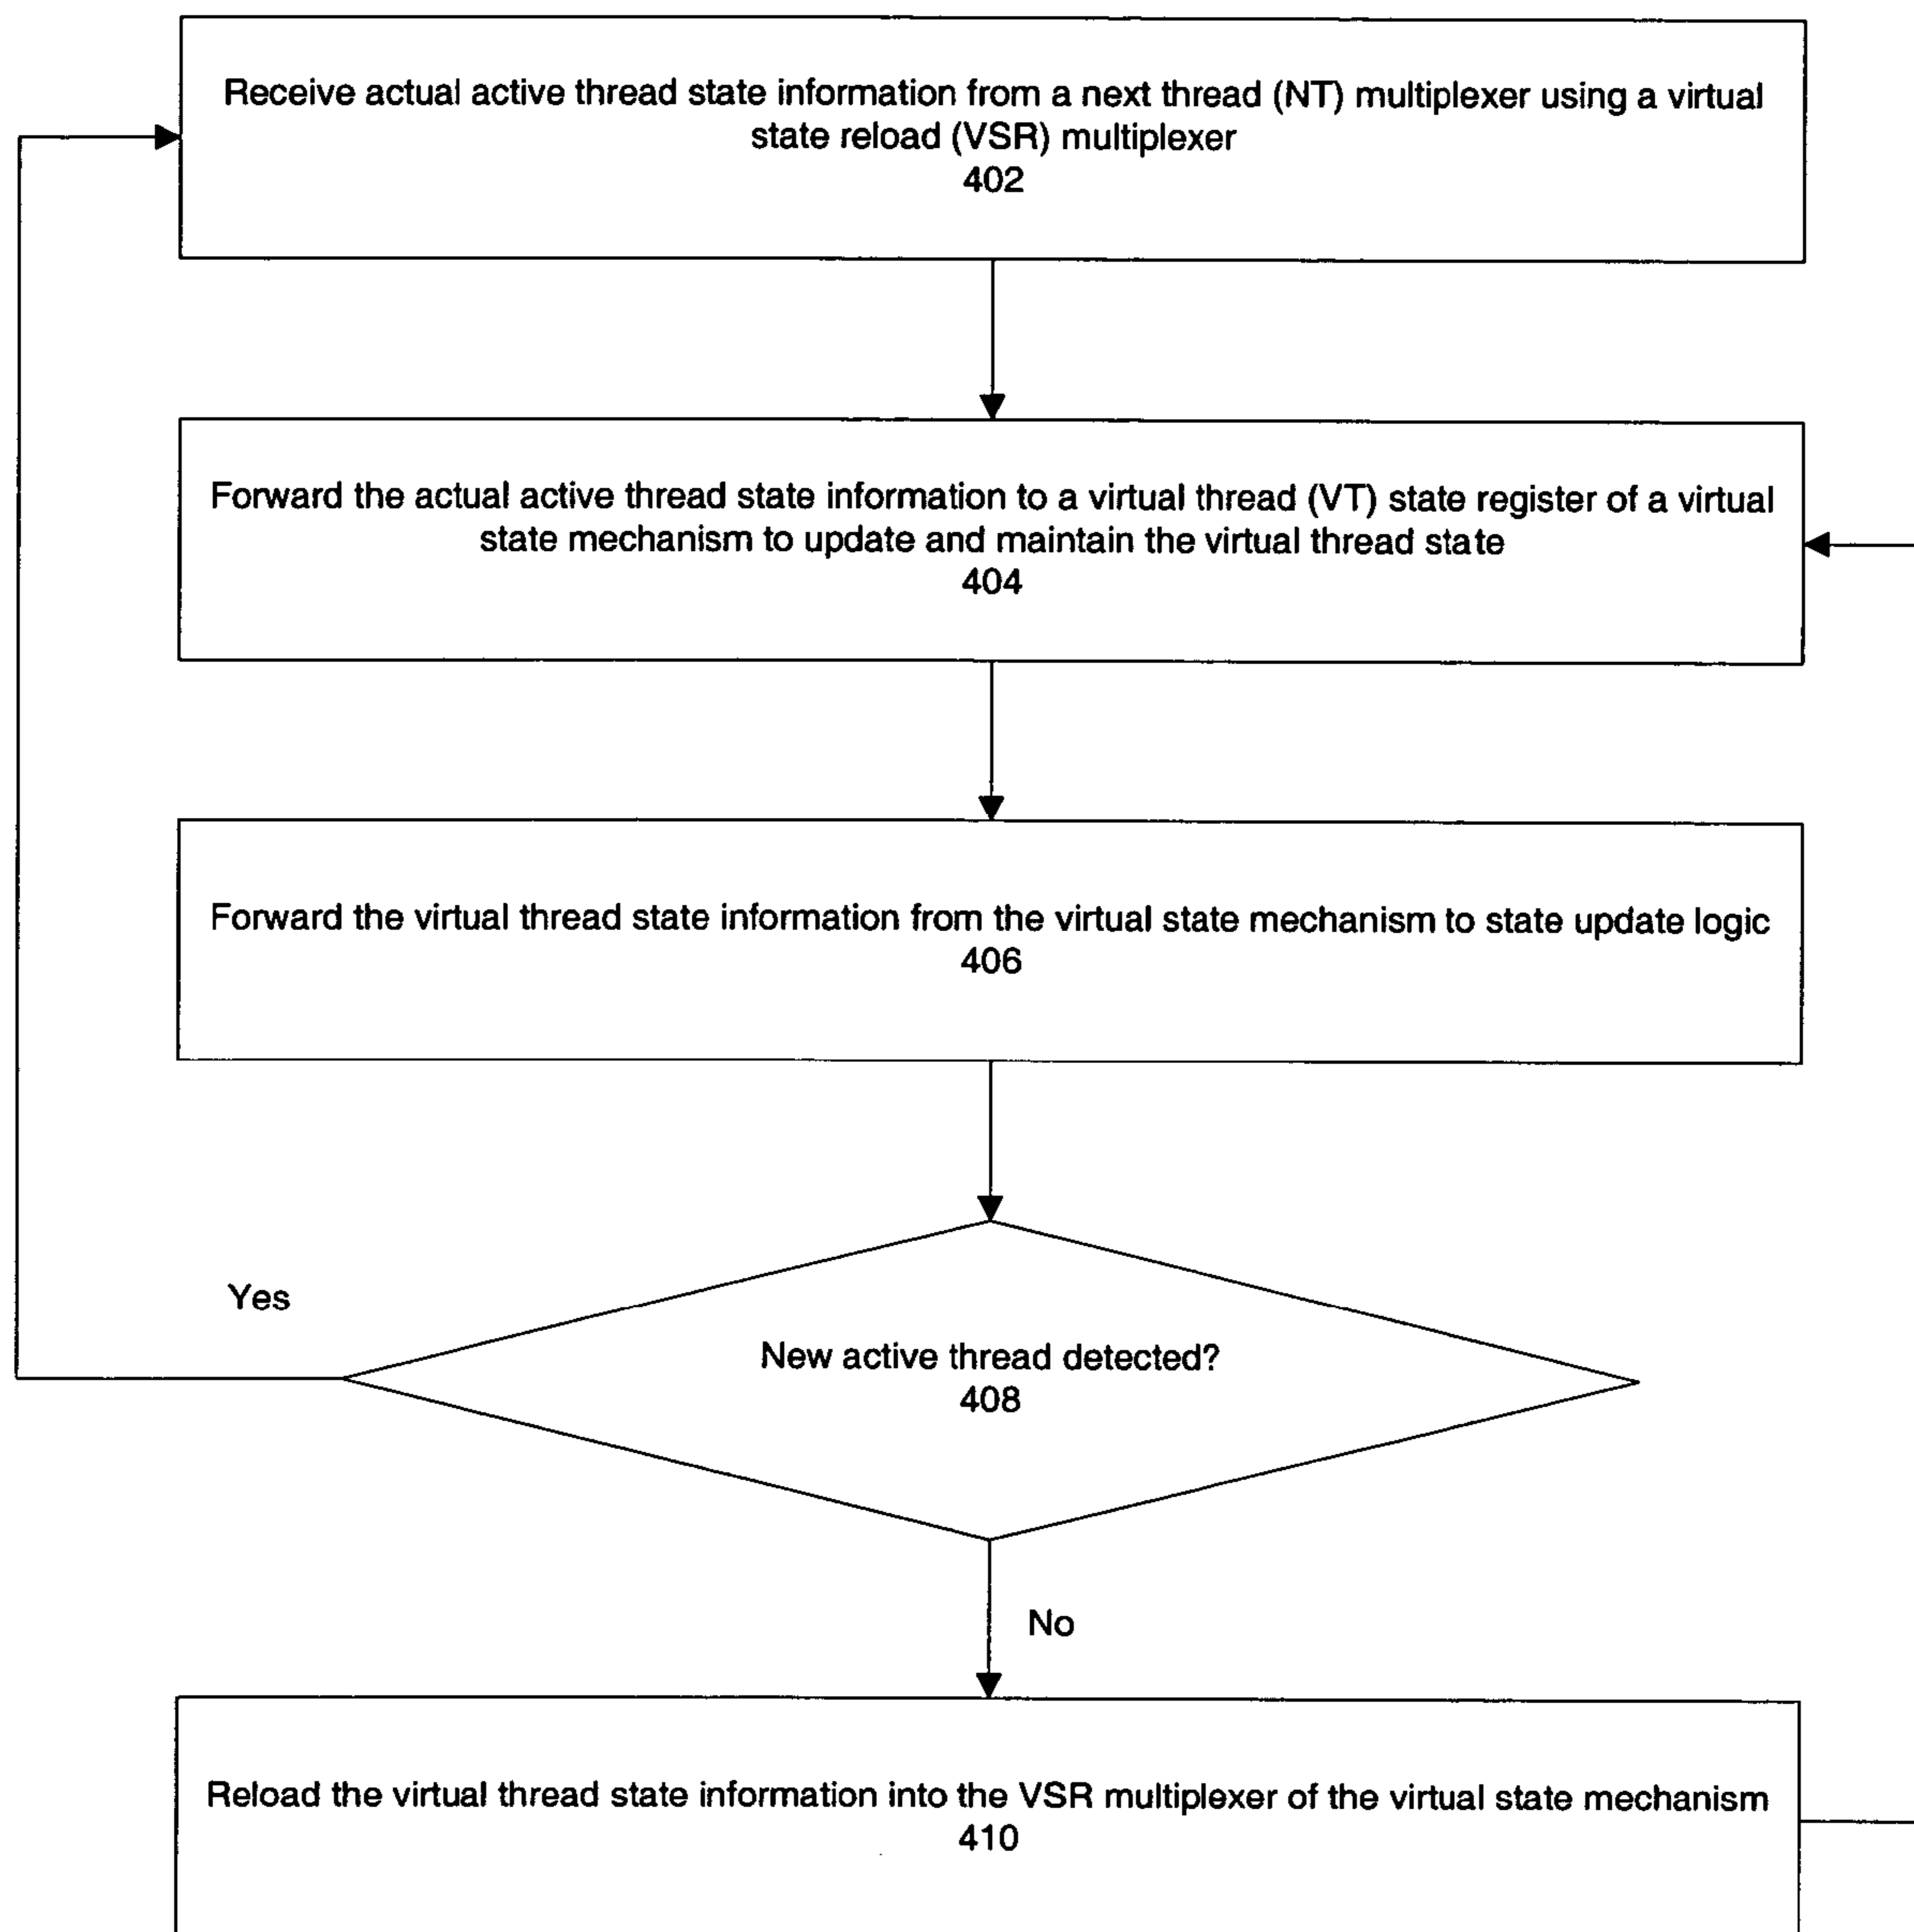 Receive actual active thread state information from a next thread (NT) multiplexer using a virtual
state reload (VSR) multiplexer
402
Forward the actual active thread state information to a virtual thread (VT) state register of a virtual
state mechanism to update and maintain the virtual thread state
404
Forward the virtual thread state information from the virtual state mechanism to state update logic
406
Yes
New active thread detected?
408
No
Reload the virtual thread state information into the VSR multiplexer of the virtual state mechanism
410